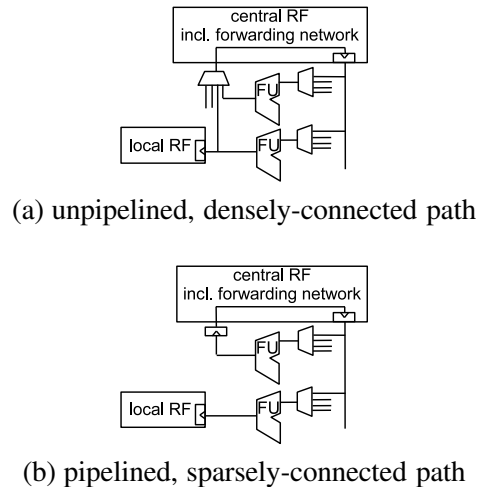 central RF
incl. forwarding network
FU
local RF
FU
(a) unpipelined, densely-connected path
central RF
incl. forwarding network
FU
local RF
FU
(b) pipelined, sparsely-connected path